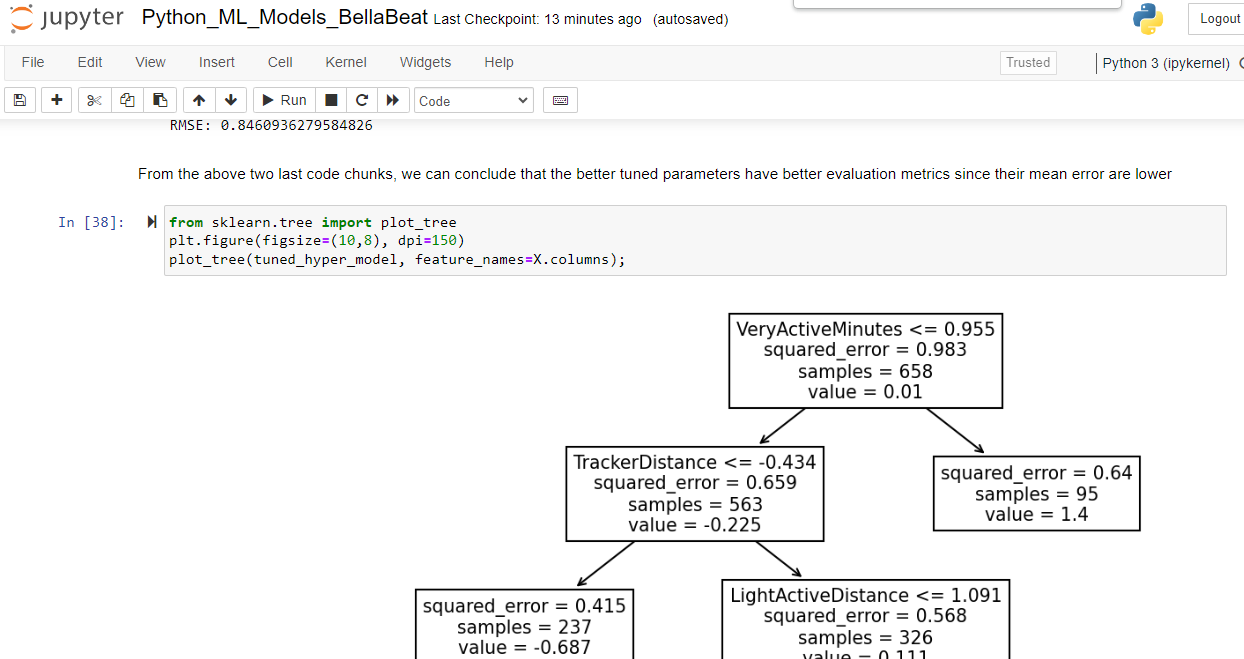 jupyter Python_ML_Models_BellaBeat Last Checkpoint: 13 minutes ago (autosaved)
Logout
File Edit View Insert Cell Kernel Widgets Help
Trusted
Python 3 (ipykernel)
Run
Code
RMSE: 0.8460936279584826
From the above two last code chunks, we can conclude that the better tuned parameters have better evaluation metrics since their mean error are lower
In [38]:
from sklearn.tree import plot_tree
plt.figure(figsize=(10,8), dpi=150)
plot_tree(tuned_hyper_model, feature_names=X.columns);
VeryActiveMinutes <= 0.955
squared_error = 0.983
samples = 658
value = 0.01
TrackerDistance <= -0.434
squared_error = 0.659
samples = 563
value = -0.225
squared_error = 0.64
samples = 95
value = 1.4
squared_error = 0.415
samples = 237
value = -0.687
LightActiveDistance <= 1.091
squared_error = 0.568
samples = 326
value = 0.111